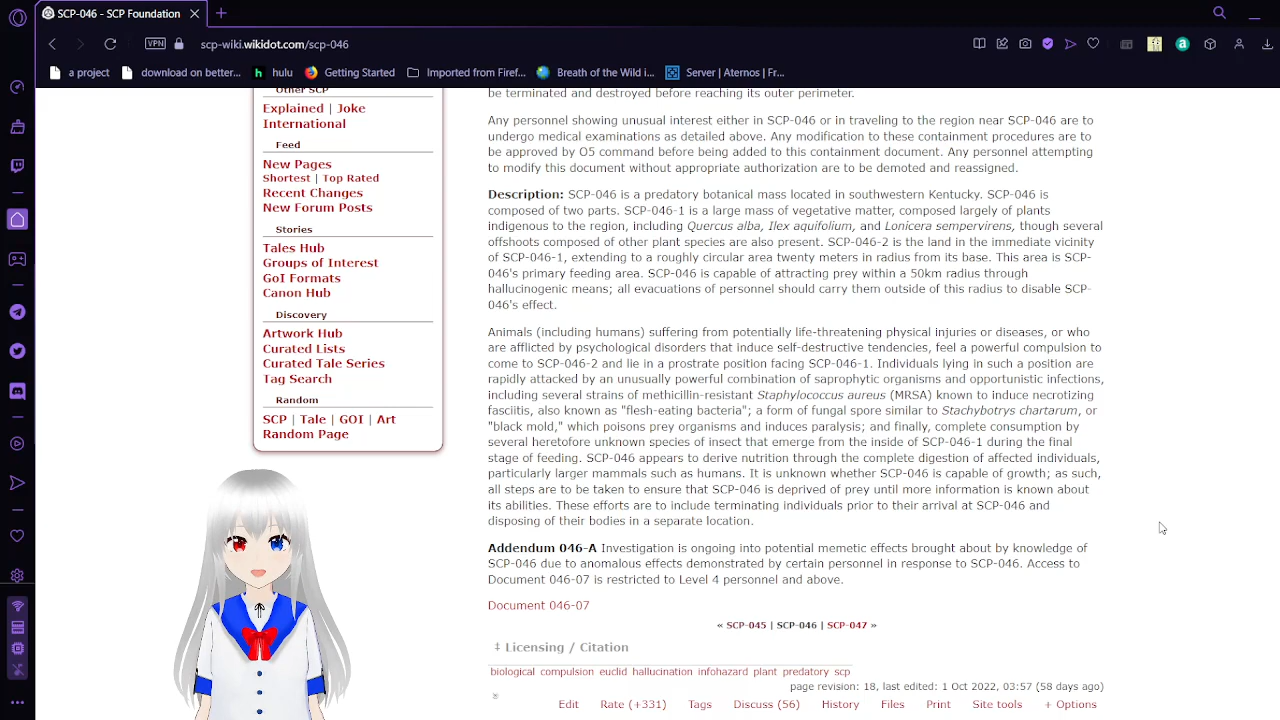 SCP-046 - SCP Foundation
VPN
scp-wiki.wikidot.com/scp-046
a project
download on better...
h
hulu
Getting Started
Imported from Firef...
Breath of the Wild i...
Server | Aternos | Fr...
Other SCP
Explained | Joke
International
Feed
New Pages
Shortest | Top Rated
Recent Changes
New Forum Posts
Stories
Tales Hub
Groups of Interest
GoI Formats
Canon Hub
Discovery
Artwork Hub
Curated Lists
Curated Tale Series
Tag Search
Random
SCP | Tale | GOI | Art
Random Page
be terminated and destroyed before reaching its outer perimeter.
Any personnel showing unusual interest either in SCP-046 or in traveling to the region near SCP-046 are to
undergo medical examinations as detailed above. Any modification to these containment procedures are to
be approved by O5 command before being added to this containment document. Any personnel attempting
to modify this document without appropriate authorization are to be demoted and reassigned.
Description: SCP-046 is a predatory botanical mass located in southwestern Kentucky. SCP-046 is
composed of two parts. SCP-046-1 is a large mass of vegetative matter, composed largely of plants
indigenous to the region, including Quercus alba, Ilex aquifolium, and Lonicera sempervirens, though several
offshoots composed of other plant species are also present. SCP-046-2 is the land in the immediate vicinity
of SCP-046-1, extending to a roughly circular area twenty meters in radius from its base. This area is SCP-
046's primary feeding area. SCP-046 is capable of attracting prey within a 50km radius through
hallucinogenic means; all evacuations of personnel should carry them outside of this radius to disable SCP-
046's effect.
Animals (including humans) suffering from potentially life-threatening physical injuries or diseases, or who
are afflicted by psychological disorders that induce self-destructive tendencies, feel a powerful compulsion to
come to SCP-046-2 and lie in a prostrate position facing SCP-046-1. Individuals lying in such a position are
rapidly attacked by an unusually powerful combination of saprophytic organisms and opportunistic infections,
including several strains of methicillin-resistant Staphylococcus aureus (MRSA) known to induce necrotizing
fasciitis, also known as "flesh-eating bacteria"; a form of fungal spore similar to Stachybotrys chartarum, or
"black mold," which poisons prey organisms and induces paralysis; and finally, complete consumption by
several heretofore unknown species of insect that emerge from the inside of SCP-046-1 during the final
stage of feeding. SCP-046 appears to derive nutrition through the complete digestion of affected individuals,
particularly larger mammals such as humans. It is unknown whether SCP-046 is capable of growth; as such,
all steps are to be taken to ensure that SCP-046 is deprived of prey until more information is known about
its abilities. These efforts are to include terminating individuals prior to their arrival at SCP-046 and
disposing of their bodies in a separate location.
Addendum 046-A Investigation is ongoing into potential memetic effects brought about by knowledge of
SCP-046 due to anomalous effects demonstrated by certain personnel in response to SCP-046. Access to
Document 046-07 is restricted to Level 4 personnel and above.
Document 046-07
« SCP-045 | SCP-046 | SCP-047 »
‡ Licensing / Citation
biological compulsion euclid hallucination infohazard plant predatory scp
page revision: 18, last edited: 1 Oct 2022, 03:57 (58 days ago)
Edit Rate (+331) Tags Discuss (56) History Files Print Site tools + Options